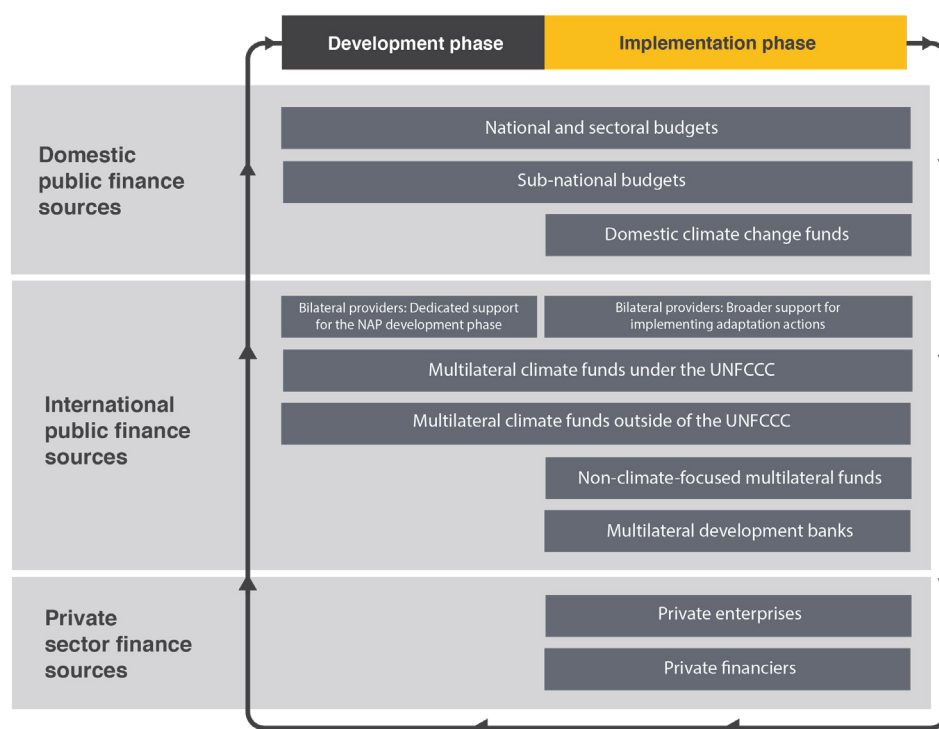 Development phase
Implementation phase
Domestic
public finance
sources
National and sectoral budgets
Sub-national budgets
Domestic climate change funds
International
public finance
sources
Bilateral providers: Dedicated support
for the NAP development phase
Bilateral providers: Broader support for
implementing adaptation actions
Multilateral climate funds under the UNFCCC
Multilateral climate funds outside of the UNFCCC
Non-climate-focused multilateral funds
Multilateral development banks
Private
sector finance
sources
Private enterprises
Private financiers